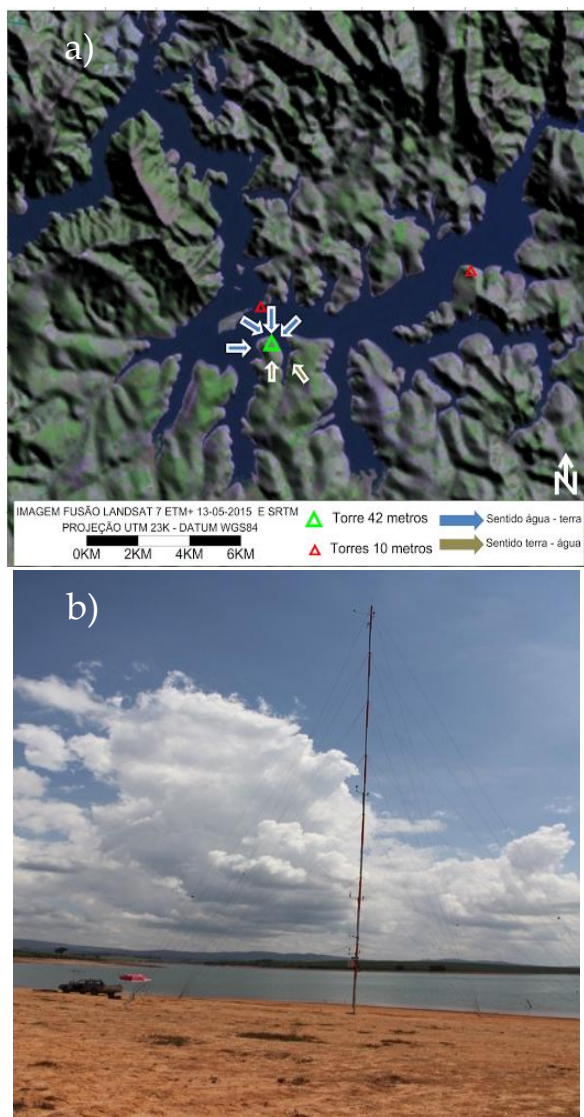 a)
N
IMAGEM FUSÃO LANDSAT 7 ETM+ 13-05-2015 E SRTM
PROJEÇÃO UTM 23K - DATUM WGS84
0KM 2KM 4KM 6KM
Torre 42 metros
Torres 10 metros
Sentido água - terra
Sentido terra - água
b)